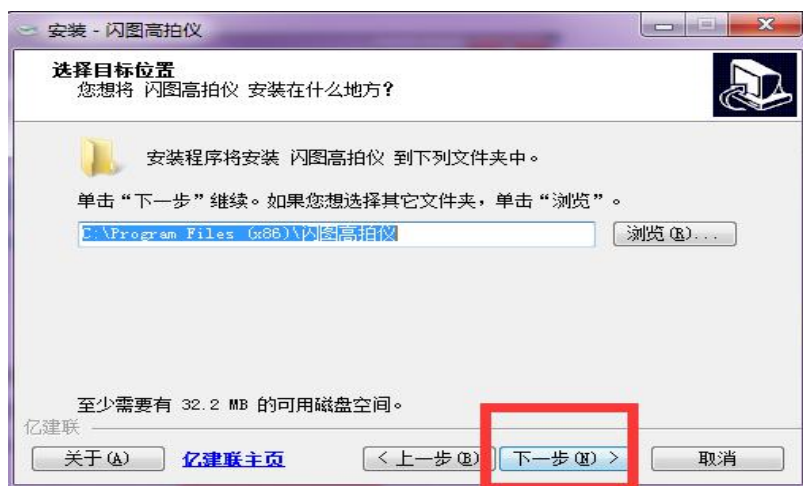 安装 - 闪图高拍仪
选择目标位置
您想将 闪图高拍仪 安装在什么地方?
安装程序将安装 闪图高拍仪 到下列文件夹中。
单击“下一步”继续。如果您想选择其它文件夹,单击“浏览”。
C:\Program Files (x86)\闪图高拍仪
浏览(R)...
至少需要有 32.2 MB 的可用磁盘空间。
亿建联
关于(A) 亿建联主页 < 上一步(B) 下一步(N) > 取消